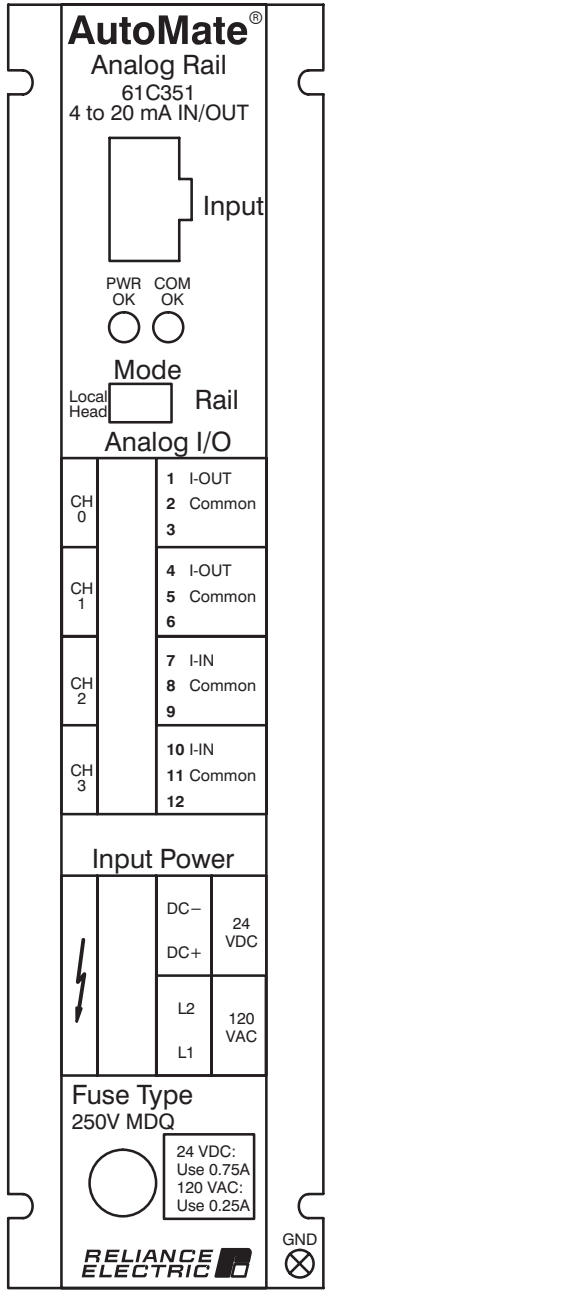 AutoMate®
Analog Rail
61C351
4 to 20 mA IN/OUT
Input
PWR OK
COM OK
Mode
Local Head
Rail
Analog I/O
CH 0
1 I-OUT
2 Common
3
CH 1
4 I-OUT
5 Common
6
CH 2
7 I-IN
8 Common
9
CH 3
10 I-IN
11 Common
12
Input Power
DC−
DC+
24 VDC
L2
L1
120 VAC
Fuse Type
250V MDQ
24 VDC:
Use 0.75A
120 VAC:
Use 0.25A
RELIANCE
ELECTRIC
GND